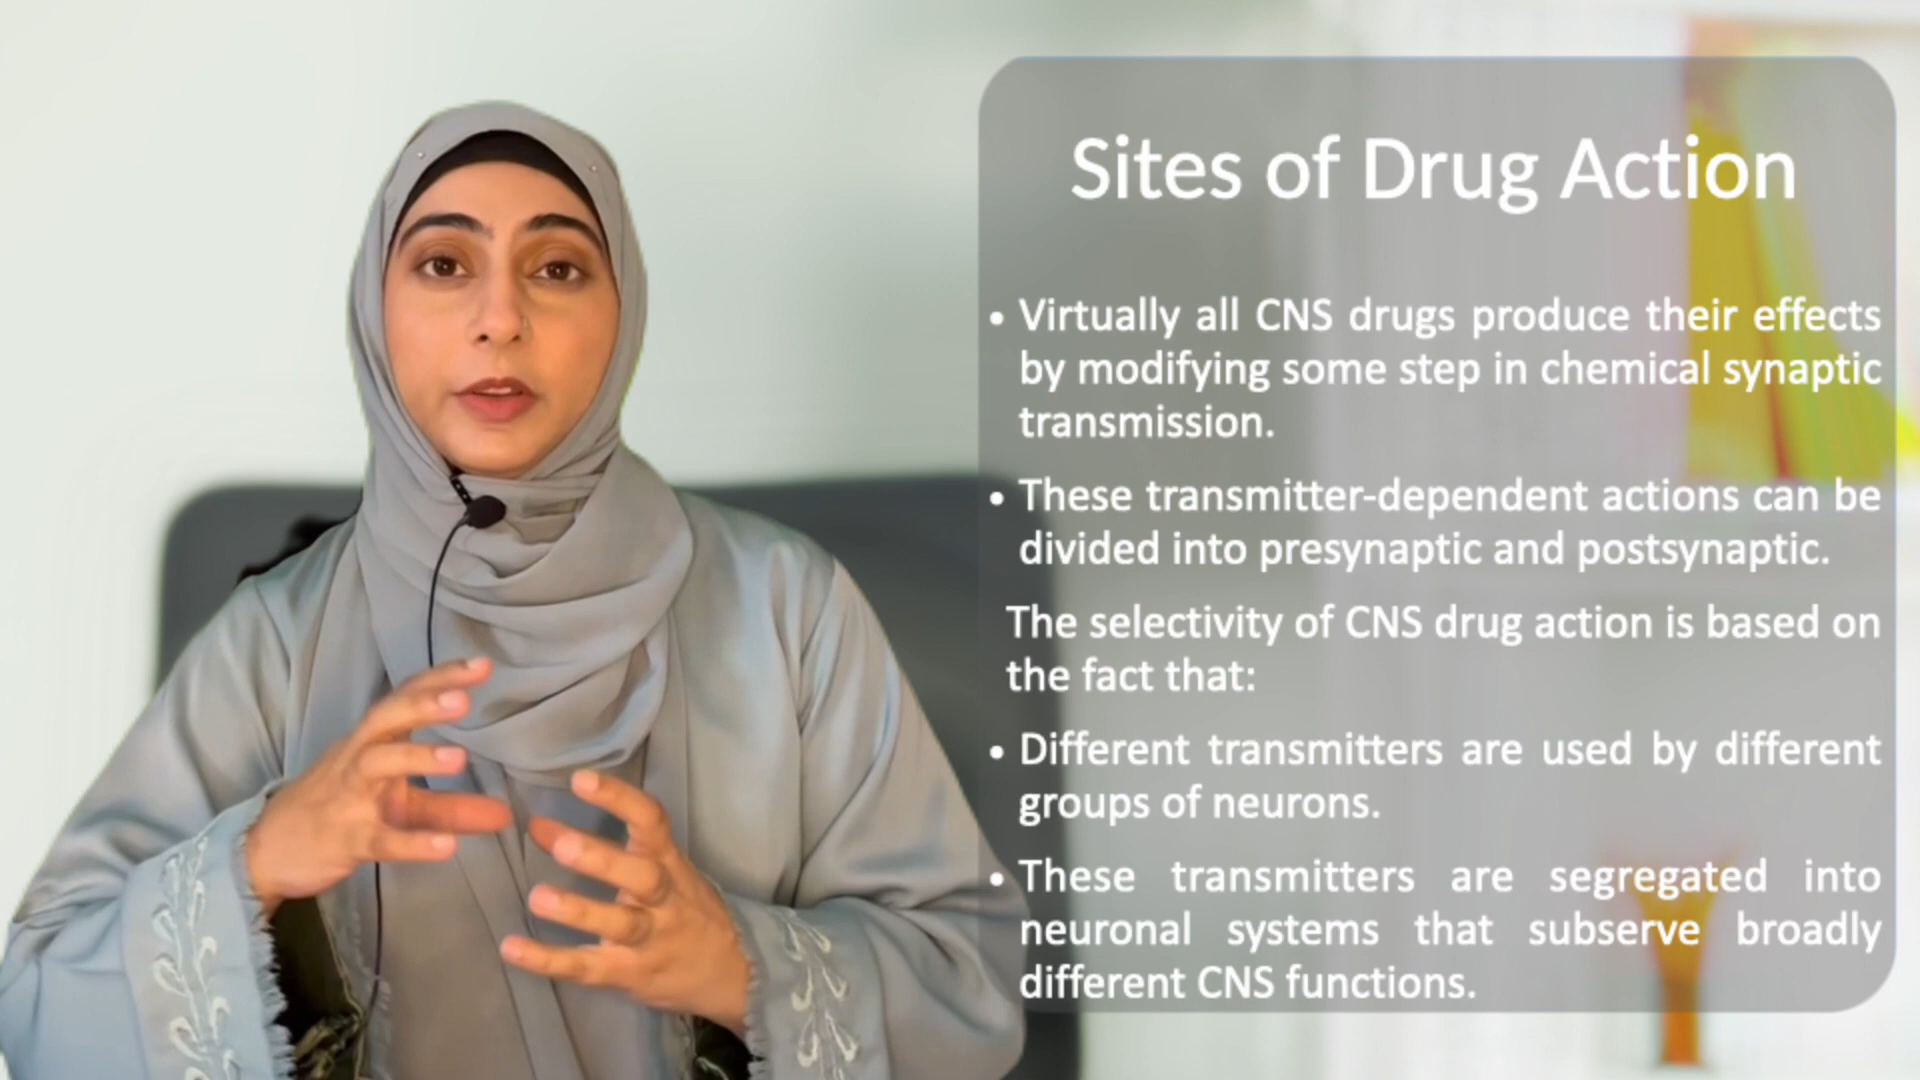 Sites of Drug Action
• Virtually all CNS drugs produce their effects
by modifying some step in chemical synaptic
transmission.
• These transmitter-dependent actions can be
divided into presynaptic and postsynaptic.
The selectivity of CNS drug action is based on
the fact that:
• Different transmitters are used by different
groups of neurons.
• These transmitters are segregated into
neuronal systems that subserve broadly
different CNS functions.